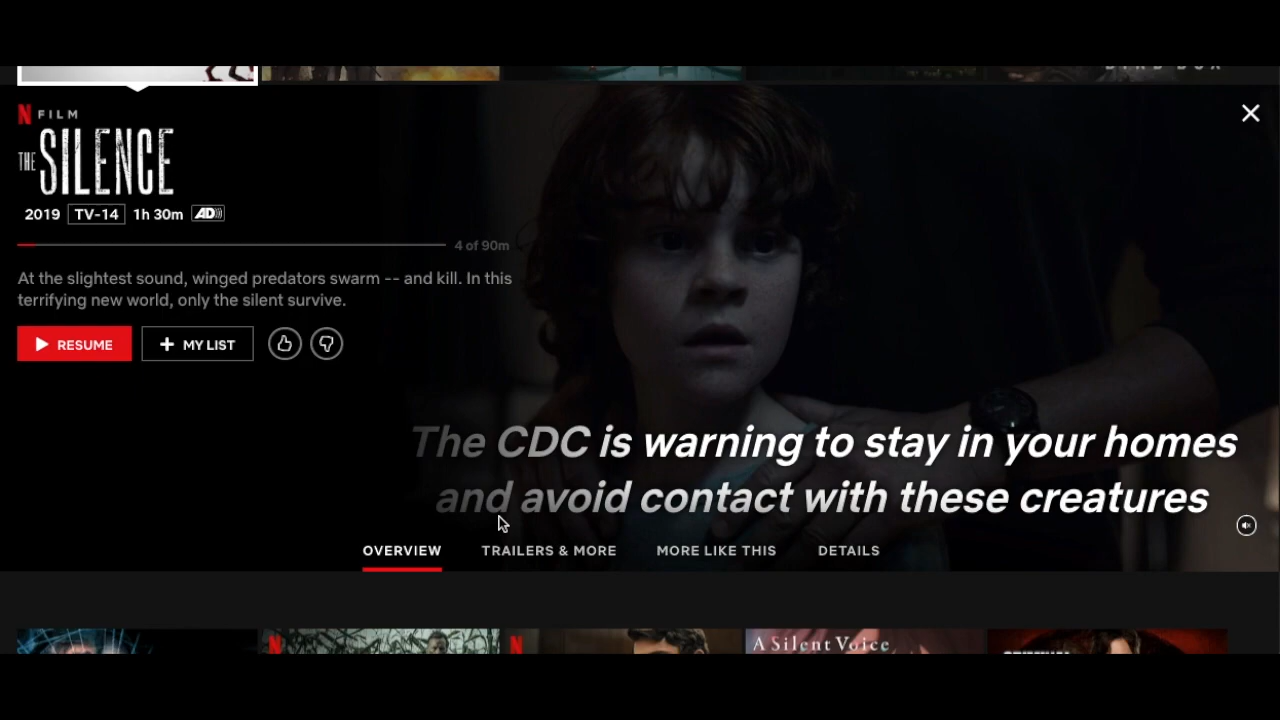 FILM
THE SILENCE
2019 TV-14 1h 30m AD
4 of 90m
At the slightest sound, winged predators swarm -- and kill. In this
terrifying new world, only the silent survive.
RESUME
MY LIST
The CDC is warning to stay in your homes
and avoid contact with these creatures
OVERVIEW
TRAILERS & MORE
MORE LIKE THIS
DETAILS
A Silent Voice